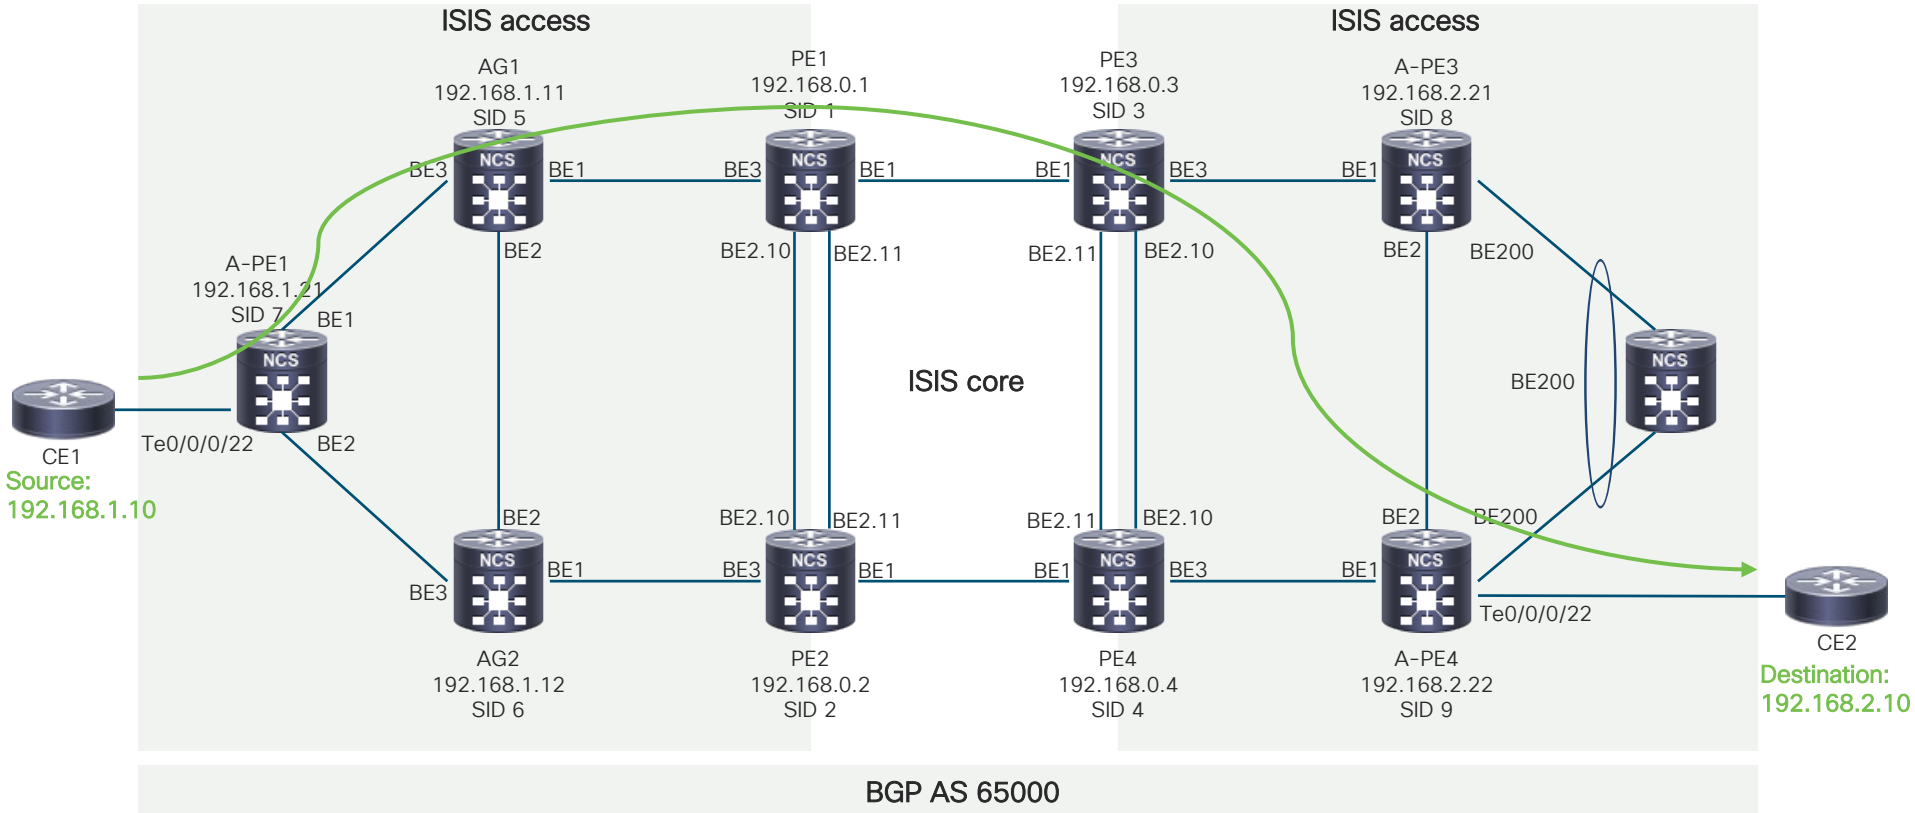 ISIS access
ISIS access
AG1
192.168.1.11
SID 5
PE1
192.168.0.1
SID 1
PE3
192.168.0.3
SID 3
A-PE3
192.168.2.21
SID 8
NCS
NCS
NCS
NCS
BE3
BE1
BE3
BE1
BE1
BE3
BE1
BE2
BE2.10
BE2.11
BE2.11
BE2.10
BE2
BE200
A-PE1
192.168.1.21
SID 7
BE1
NCS
NCS
ISIS core
BE200
Te0/0/0/22
BE2
CE1
Source:
192.168.1.10
BE2
BE2.10
BE2.11
BE2.11
BE2.10
BE2
BE200
NCS
NCS
NCS
NCS
BE3
BE1
BE3
BE1
BE1
BE3
BE1
Te0/0/0/22
AG2
192.168.1.12
SID 6
PE2
192.168.0.2
SID 2
PE4
192.168.0.4
SID 4
A-PE4
192.168.2.22
SID 9
CE2
Destination:
192.168.2.10
BGP AS 65000